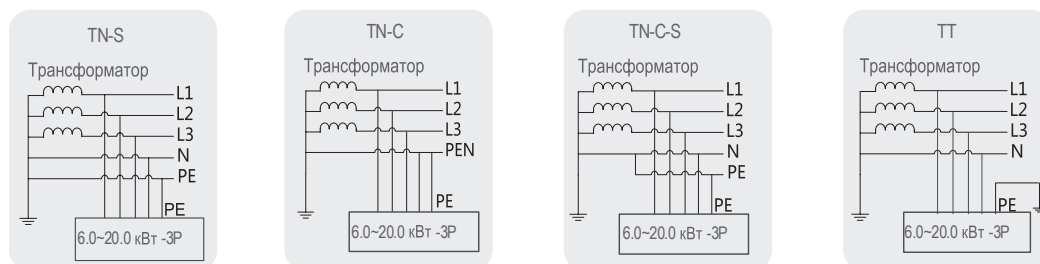 TN-S
Трансформатор
L1
L2
L3
N
PE
PE
6.0~20.0 кВт -3P
TN-C
Трансформатор
L1
L2
L3
PEN
PE
6.0~20.0 кВт -3P
TN-C-S
Трансформатор
L1
L2
L3
N
PE
PE
6.0~20.0 кВт -3P
TT
Трансформатор
L1
L2
L3
N
PE
6.0~20.0 кВт -3P